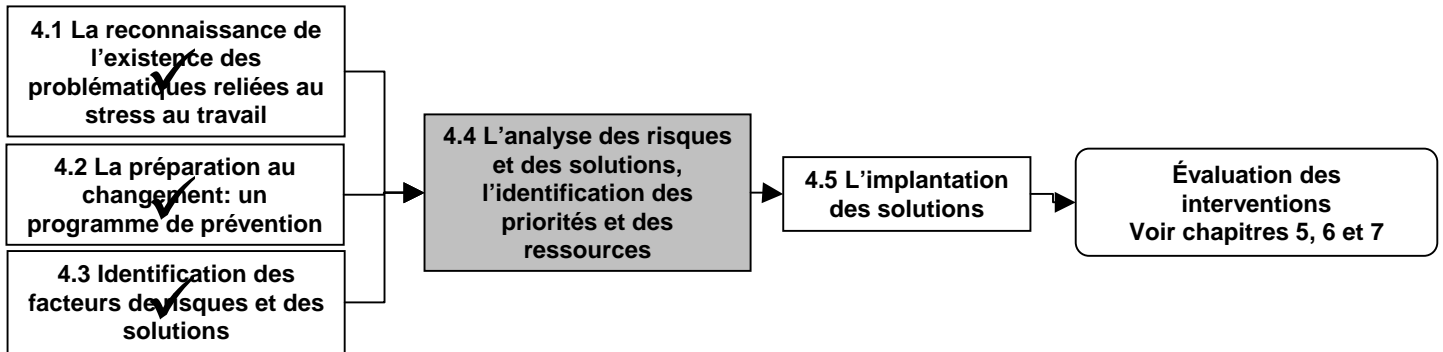 4.1 La reconnaissance de
l’existence des
problématiques reliées au
stress au travail
4.2 La préparation au
changement: un
programme de prévention
4.3 Identification des
facteurs de risques et des
solutions
4.4 L’analyse des risques
et des solutions,
l’identification des
priorités et des
ressources
4.5 L’implantation
des solutions
Évaluation des
interventions
Voir chapitres 5, 6 et 7